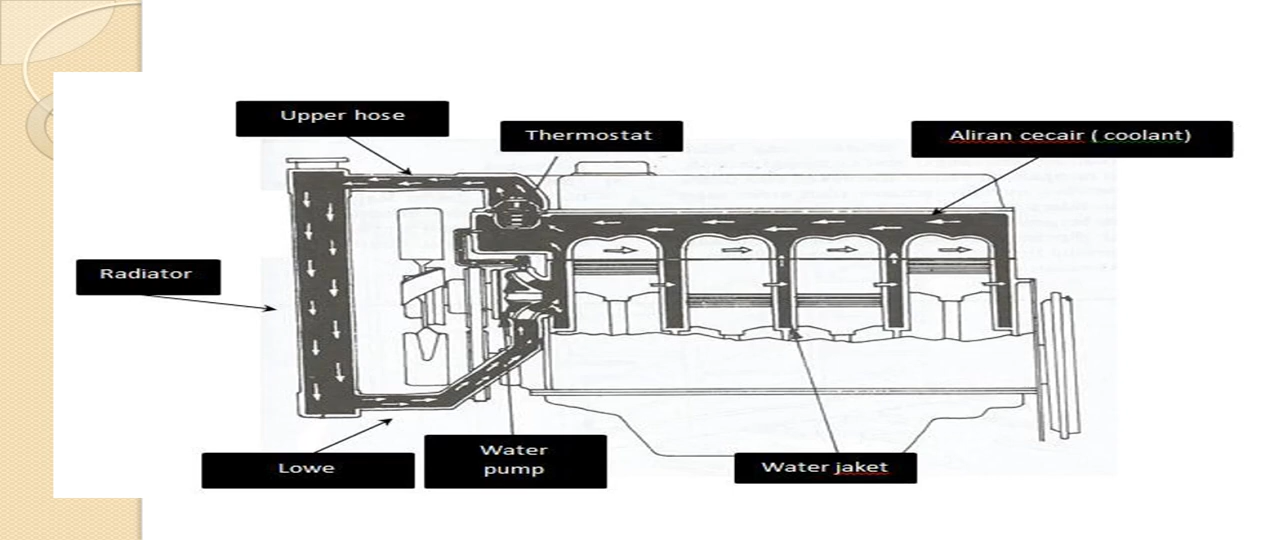 Upper hose
Thermostat
Aliran cecair ( coolant)
Radiator
Lowe
Water
pump
Water jaket